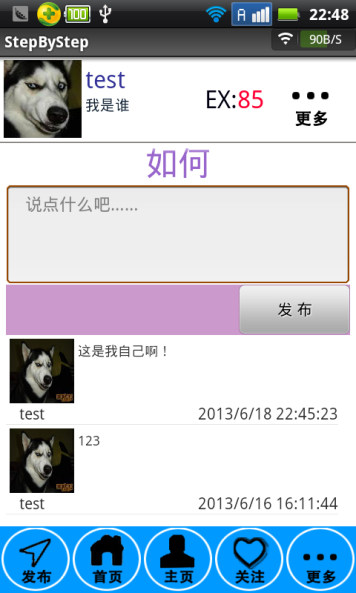 100
A
22:48
StepByStep
90B/S
test
我是谁
EX:85
更多
如何
说点什么吧......
发 布
这是我自己啊！
test
2013/6/18 22:45:23
123
test
2013/6/16 16:11:44
发布
首页
主页
关注
更多